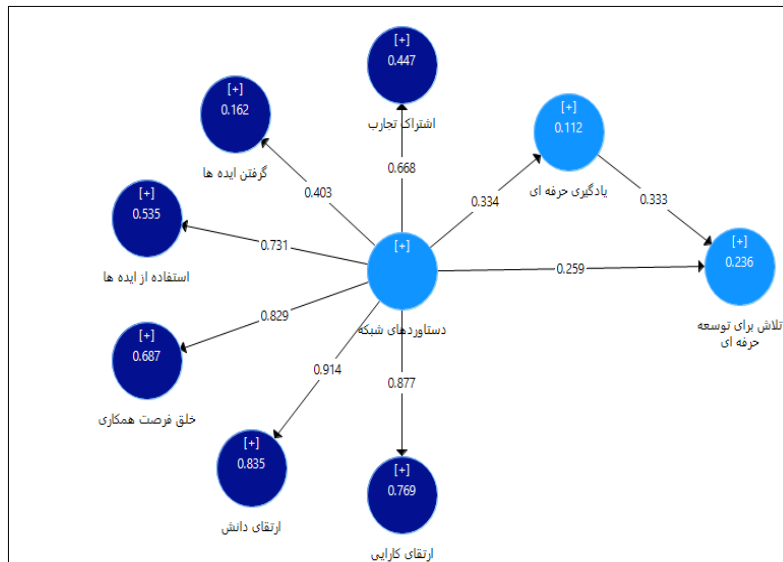 [+]
0.447
اشتراک تجارب
[+]
0.162
گرفتن ایده ها
[+]
0.112
یادگیری حرفه ای
0.668
0.403
0.334
0.333
[+]
0.535
استفاده از ایده ها
0.731
[+]
دستاوردهای شبکه
0.259
[+]
0.236
تلاش برای توسعه
حرفه ای
0.829
[+]
0.687
خلق فرصت همکاری
0.914
0.877
[+]
0.835
ارتقای دانش
[+]
0.769
ارتقای کارایی